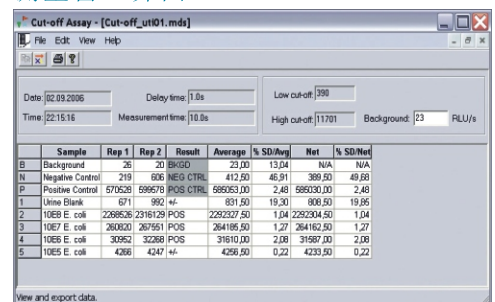 Cut-off Assay - [Cut-off_uti01.mds]
File Edit View Help
Date: 02.09.2006 Delay time: 1.0s Low cut-off: 390
Time: 22:15:16 Measurement time: 10.0s High cut-off: 11701 Background: 23 RLU/s
Sample Rep 1 Rep 2 Result Average % SD/Avg Net % SD/Net
B Background 26 20 BKGD 23,00 13,04 N/A N/A
N Negative Control 219 606 NEG CTRL 412,50 46,91 389,50 49,68
P Positive Control 570528 599578 POS CTRL 585053,00 2,48 585030,00 2,48
1 Urine Blank 671 992 +/- 831,50 19,30 808,50 19,85
2 10E8 E. coli 2268526 2316129 POS 2292327,50 1,04 2292304,50 1,04
3 10E7 E. coli 260820 267551 POS 264185,50 1,27 264162,50 1,27
4 10E6 E. coli 30952 32268 POS 31610,00 2,08 31587,00 2,08
5 10E5 E. coli 4266 4247 +/- 4256,50 0,22 4233,50 0,22
View and export data.